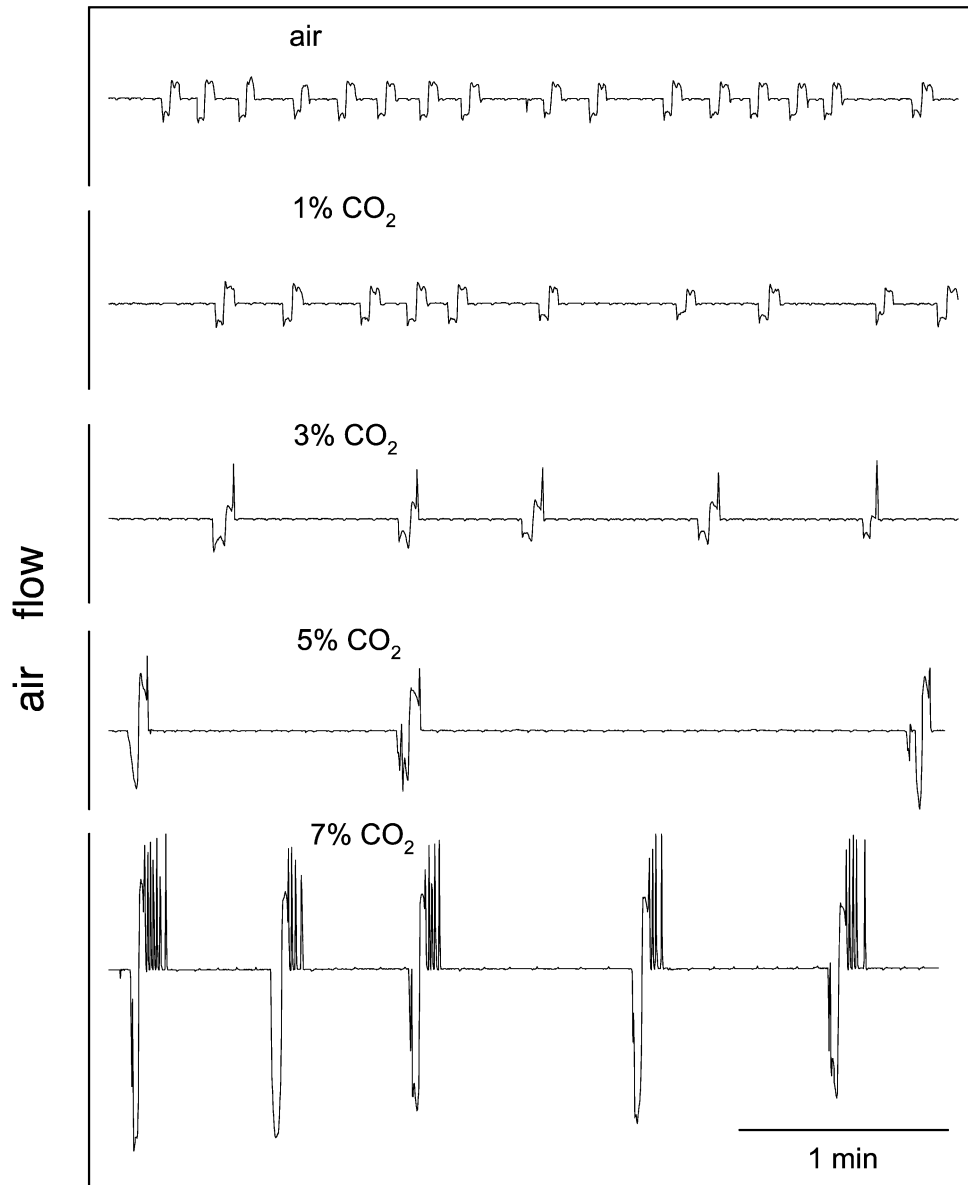 air
1% CO₂
3% CO₂
5% CO₂
7% CO₂
air flow
1 min